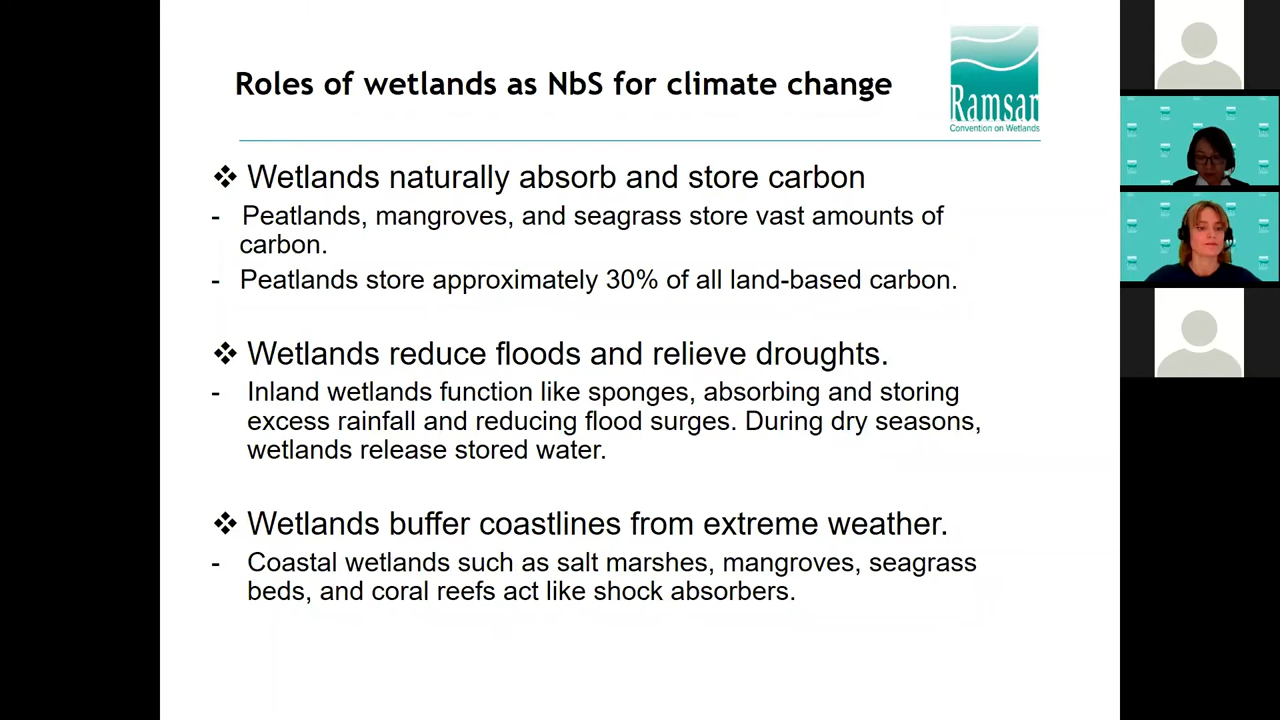 Roles of wetlands as NbS for climate change
Ramsar
Convention on Wetlands
❖ Wetlands naturally absorb and store carbon
- Peatlands, mangroves, and seagrass store vast amounts of
carbon.
- Peatlands store approximately 30% of all land-based carbon.
❖ Wetlands reduce floods and relieve droughts.
- Inland wetlands function like sponges, absorbing and storing
excess rainfall and reducing flood surges. During dry seasons,
wetlands release stored water.
❖ Wetlands buffer coastlines from extreme weather.
- Coastal wetlands such as salt marshes, mangroves, seagrass
beds, and coral reefs act like shock absorbers.